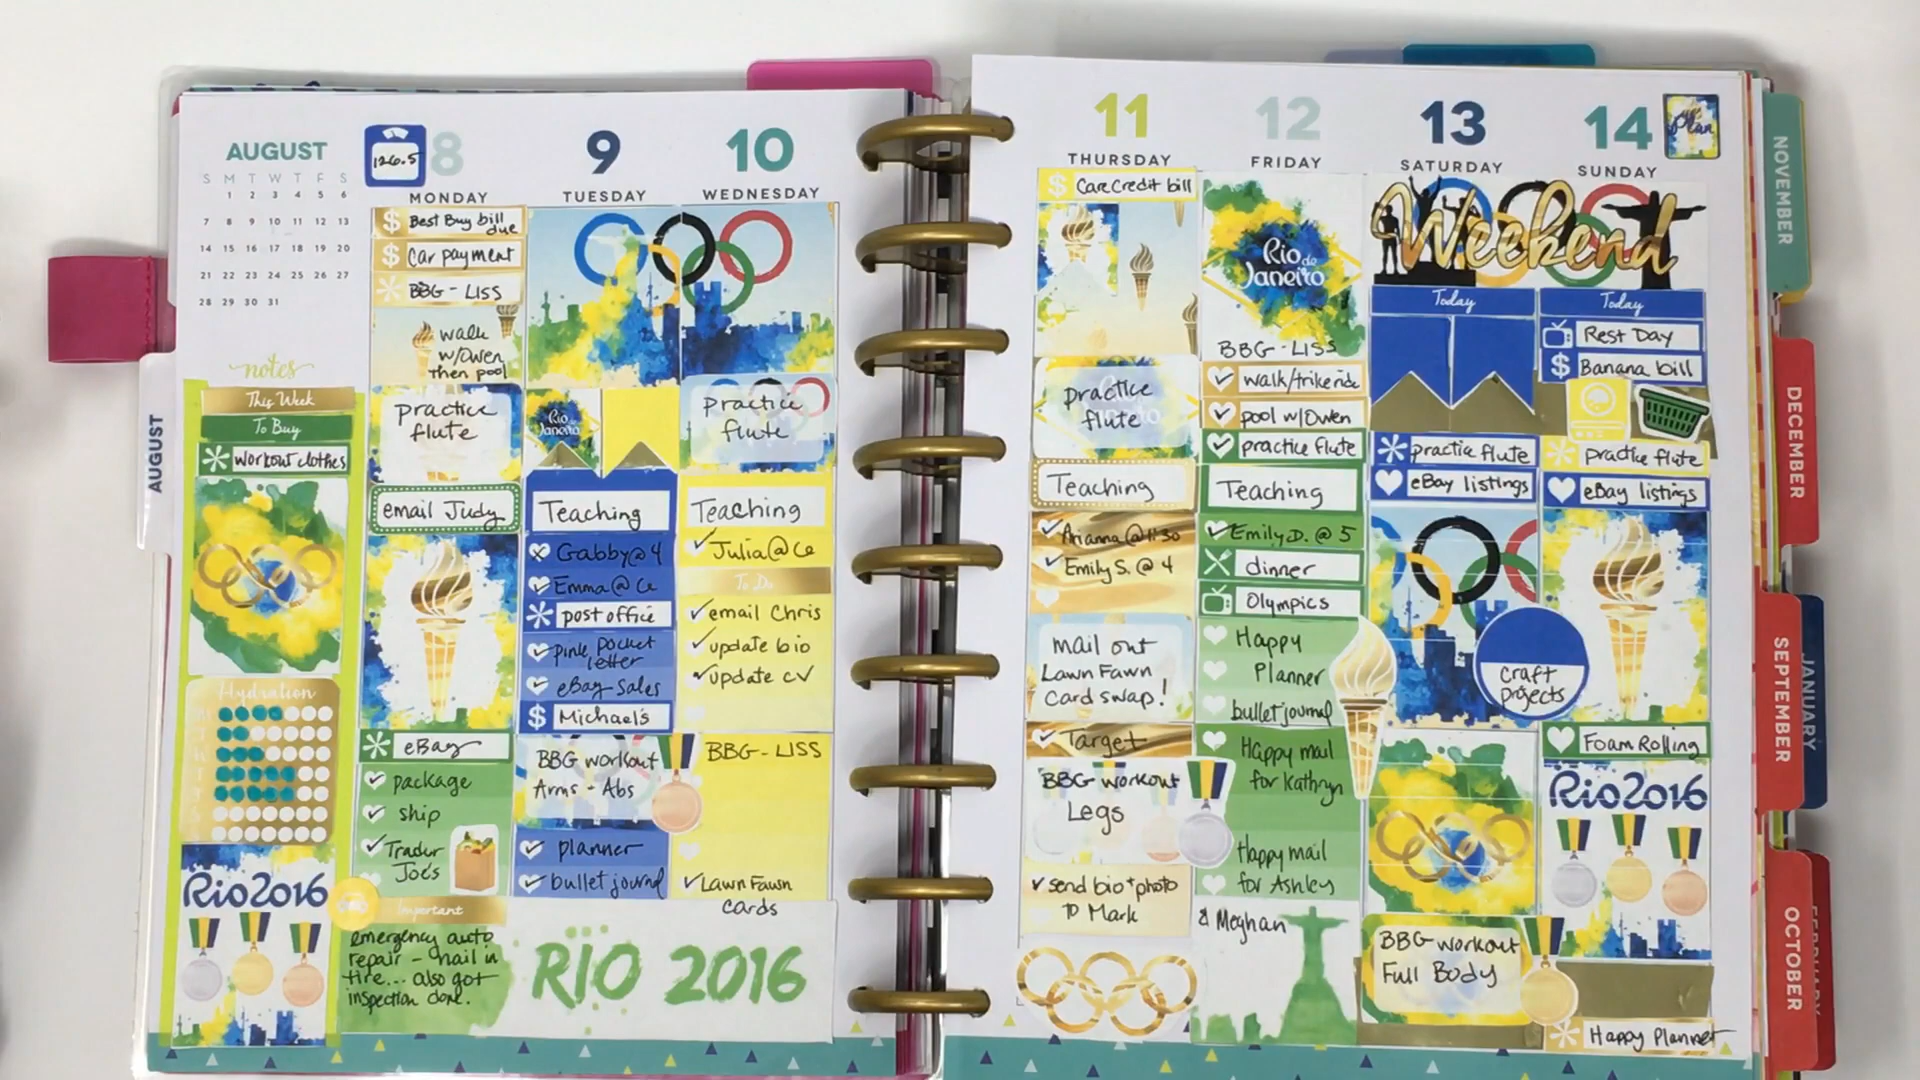 AUGUST
S M T W T F S
1 2 3 4 5 6
7 8 9 10 11 12 13
14 15 16 17 18 19 20
21 22 23 24 25 26 27
28 29 30 31
notes
This Week
To Buy
workout clothes
Hydration
Rio2016
AUGUST
126.5
8
MONDAY
Best Buy bill
due
Car payment
BBG - LISS
walk
w/Owen
then pool
practice
flute
email Judy
eBay
package
ship
Trader
Joe's
Important
emergency auto
repair - nail in
tire... also got
inspection done.
9
TUESDAY
Rio de
Janeiro
Teaching
Gabby @ 4
Emma @ 6
post office
pink pocket
letter
eBay sales
Michael's
BBG workout
Arms - Abs
planner
bullet journal
RIO 2016
10
WEDNESDAY
practice
flute
Teaching
Julia @ 6
To Do
email Chris
update bio
update cv
BBG - LISS
Lawn Fawn
cards
11
THURSDAY
Care Credit bill
practice
flute
Teaching
Arianna @ 11:30
Emily S. @ 4
mail out
Lawn Fawn
Card swap!
Target
BBG workout
Legs
send bio + photo
to Mark
12
FRIDAY
Rio de
Janeiro
BBG - LISS
walk/trike ride
pool w/Owen
practice flute
Teaching
Emily D. @ 5
dinner
Olympics
Happy
Planner
bullet journal
Happy mail
for Kathryn
Happy mail
for Ashley
& Meghan
13
SATURDAY
Weekend
Today
practice flute
eBay listings
Craft
projects
BBG workout
Full Body
14
SUNDAY
Plan
Today
Rest Day
Banana bill
practice flute
eBay listings
Foam Rolling
Rio2016
Happy Planner
NOVEMBER
DECEMBER
SEPTEMBER
JANUARY
OCTOBER
FEBRUARY